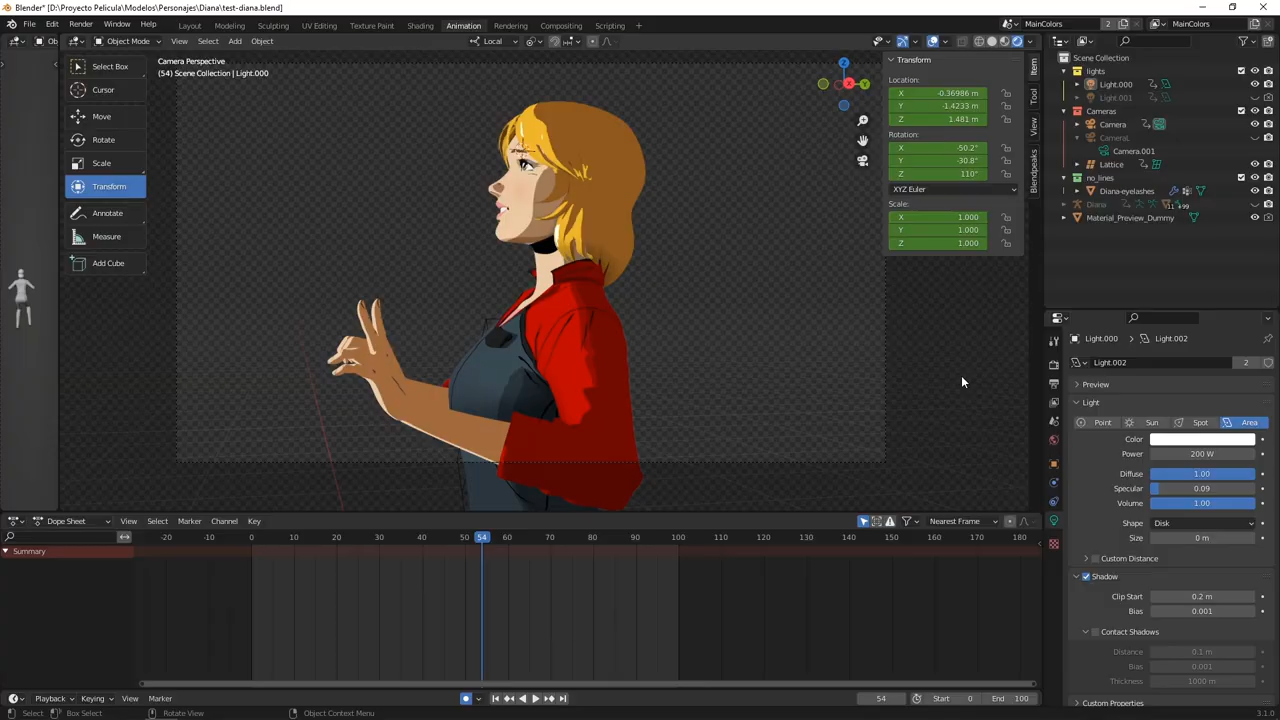 Blender* [D:\Proyecto Pelicula\Modelos\Personajes\Diana\test-diana.blend]
File Edit Render Window Help Layout Modeling Sculpting UV Editing Texture Paint Shading Animation Rendering Compositing Scripting MainColors 2 MainColors
Ob Object Mode View Select Add Object Local
Camera Perspective
(54) Scene Collection | Light.000
Select Box
Cursor
Move
Rotate
Scale
Transform
Annotate
Measure
Add Cube
X
Y
Z
Transform
Location:
X -0.36986 m
Y -1.4233 m
Z 1.481 m
Rotation:
X -50.2°
Y -30.8°
Z 110°
XYZ Euler
Scale:
X 1.000
Y 1.000
Z 1.000
Item
Tool
View
Blendpeaks
Scene Collection
lights
Light.000
Light.001
Cameras
Camera
CameraL
Camera.001
Lattice
no_lines
Diana-eyelashes
Diana 11 +99
Material_Preview_Dummy
Light.000 Light.002
Light.002 2
Preview
Light
Point Sun Spot Area
Color
Power 200 W
Diffuse 1.00
Specular 0.09
Volume 1.00
Shape Disk
Size 0 m
Custom Distance
Shadow
Clip Start 0.2 m
Bias 0.001
Contact Shadows
Distance 0.1 m
Bias 0.001
Thickness 1000 m
Custom Properties
Dope Sheet View Select Marker Channel Key Nearest Frame
-20 -10 0 10 20 30 40 50 54 60 70 80 90 100 110 120 130 140 150 160 170 180
Summary
Playback Keying View Marker 54 Start 0 End 100
Select Box Select Rotate View Object Context Menu 3.1.0